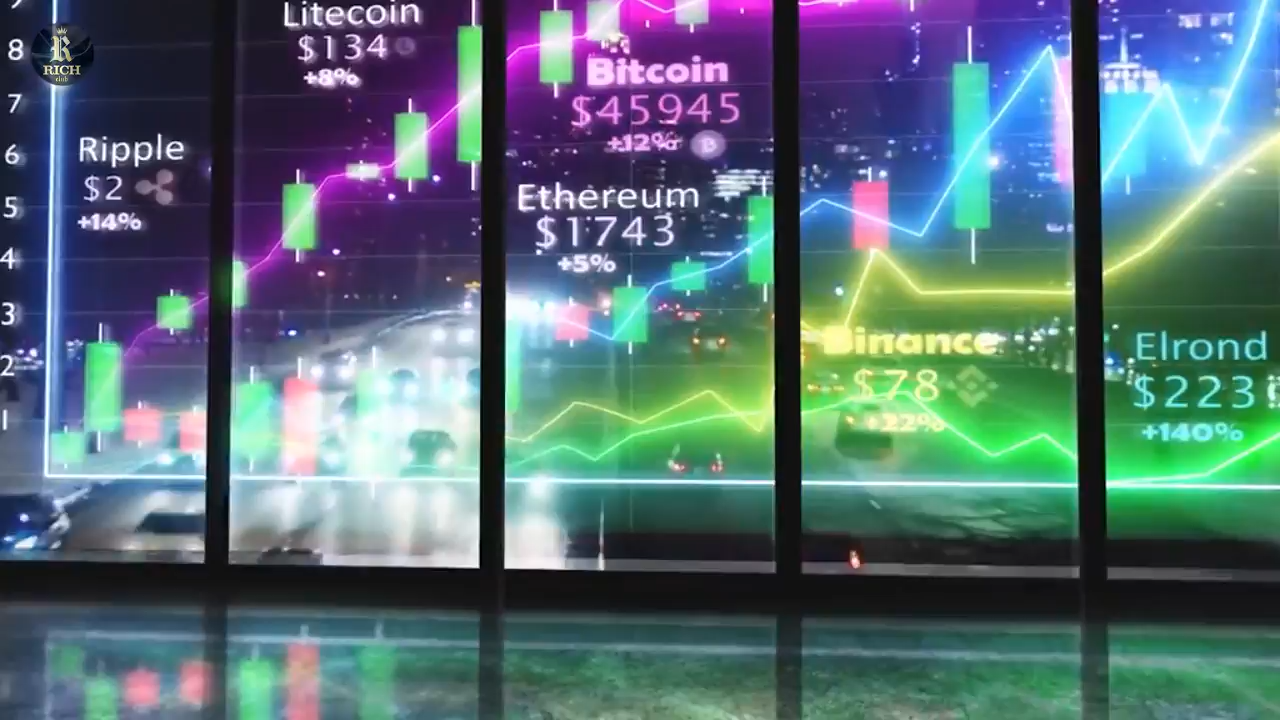 R
RICH
club
Litecoin
$134
+8%
Bitcoin
$45945
+12%
B
Ripple
$2
+14%
Ethereum
$1743
+5%
Binance
$78
+22%
Elrond
$223
+140%
8
7
6
5
4
3
2
1